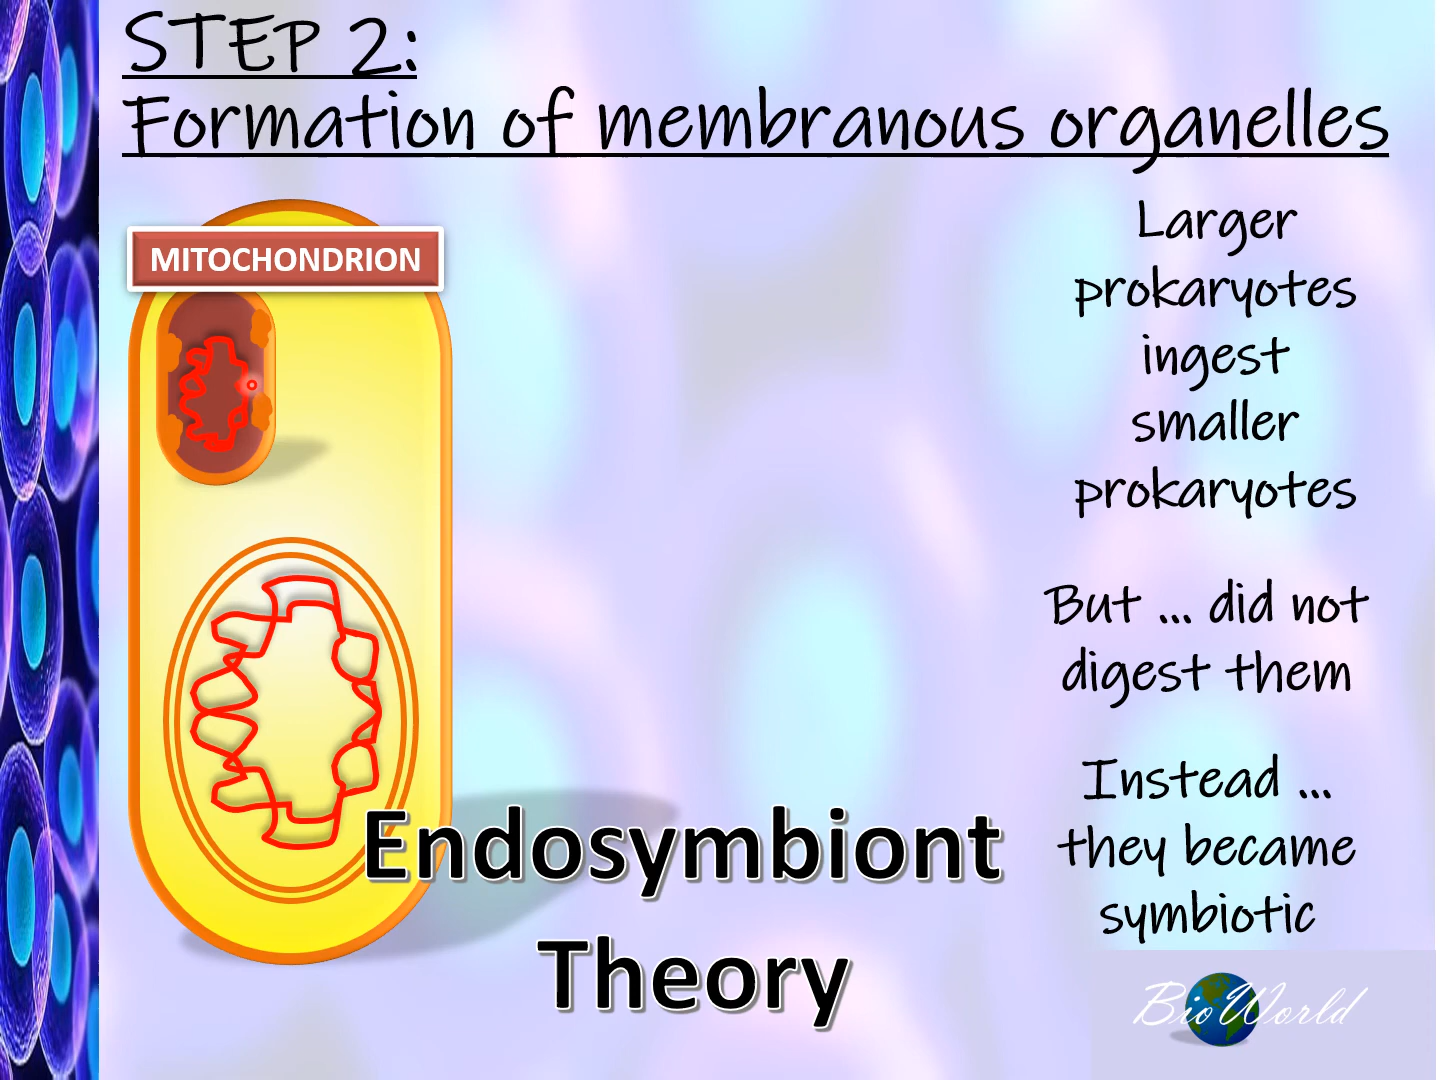 STEP 2:
Formation of membranous organelles
MITOCHONDRION
Larger
prokaryotes
ingest
smaller
prokaryotes
But ... did not
digest them
Instead ...
they became
symbiotic
Endosymbiont
Theory
BioWorld